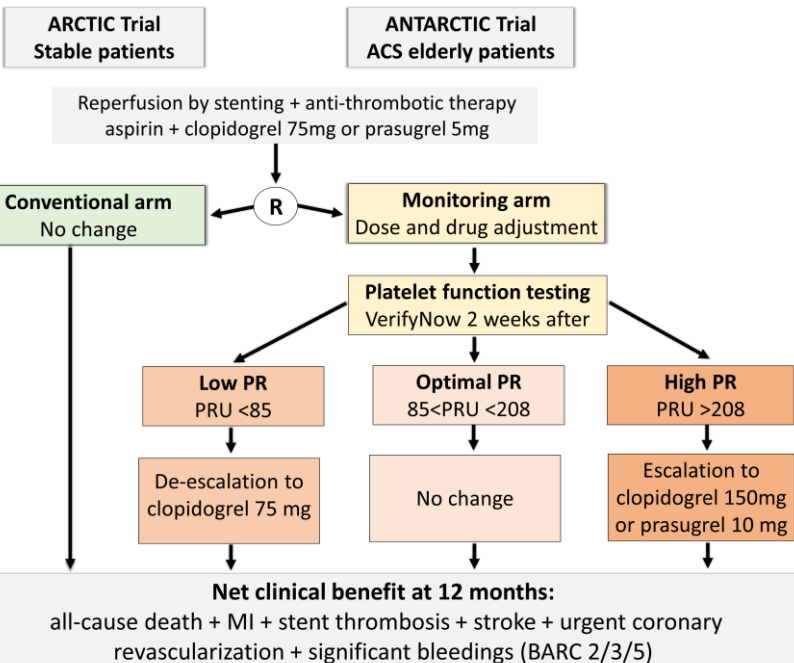 ARCTIC Trial
Stable patients
ANTARCTIC Trial
ACS elderly patients
Reperfusion by stenting + anti-thrombotic therapy
aspirin + clopidogrel 75mg or prasugrel 5mg
R
Conventional arm
No change
Monitoring arm
Dose and drug adjustment
Platelet function testing
VerifyNow 2 weeks after
Low PR
PRU <85
Optimal PR
85<PRU <208
High PR
PRU >208
De-escalation to
clopidogrel 75 mg
No change
Escalation to
clopidogrel 150mg
or prasugrel 10 mg
Net clinical benefit at 12 months:
all-cause death + MI + stent thrombosis + stroke + urgent coronary
revascularization + significant bleedings (BARC 2/3/5)